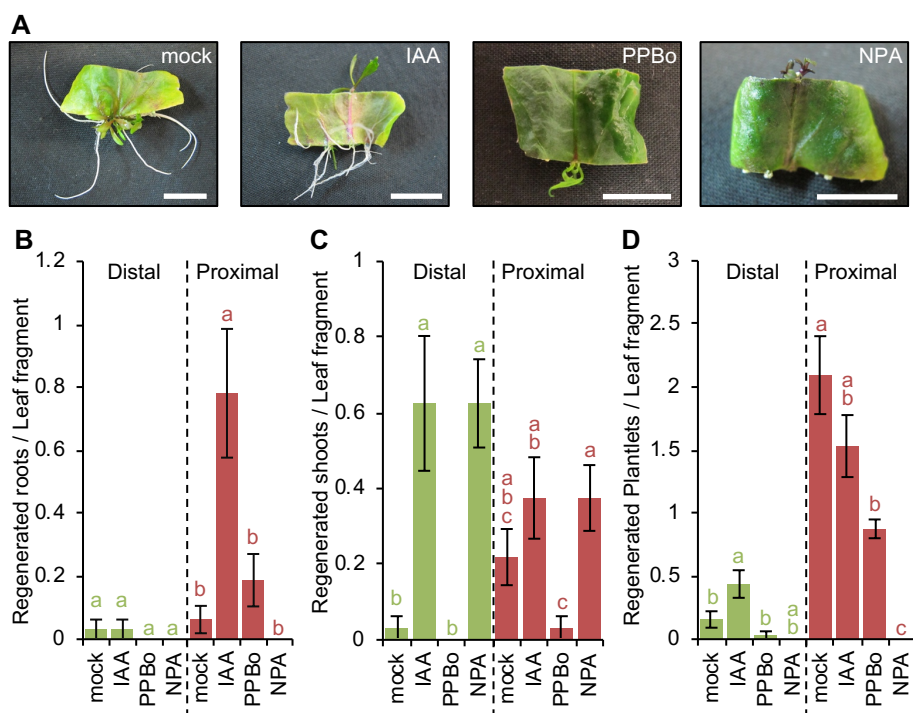 A
mock
IAA
PPBo
NPA
B
Regenerated roots / Leaf fragment
1.2
1
0.8
0.6
0.4
0.2
0
Distal
Proximal
a
a
a
a
b
a
b
b
mock
IAA
PPBo
NPA
mock
IAA
PPBo
NPA
C
Regenerated shoots / Leaf fragment
1
0.8
0.6
0.4
0.2
0
Distal
Proximal
b
a
b
a
a
b
c
a
b
c
a
mock
IAA
PPBo
NPA
mock
IAA
PPBo
NPA
D
Regenerated Plantlets / Leaf fragment
3
2.5
2
1.5
1
0.5
0
Distal
Proximal
b
a
b
a
b
a
a
b
b
c
mock
IAA
PPBo
NPA
mock
IAA
PPBo
NPA